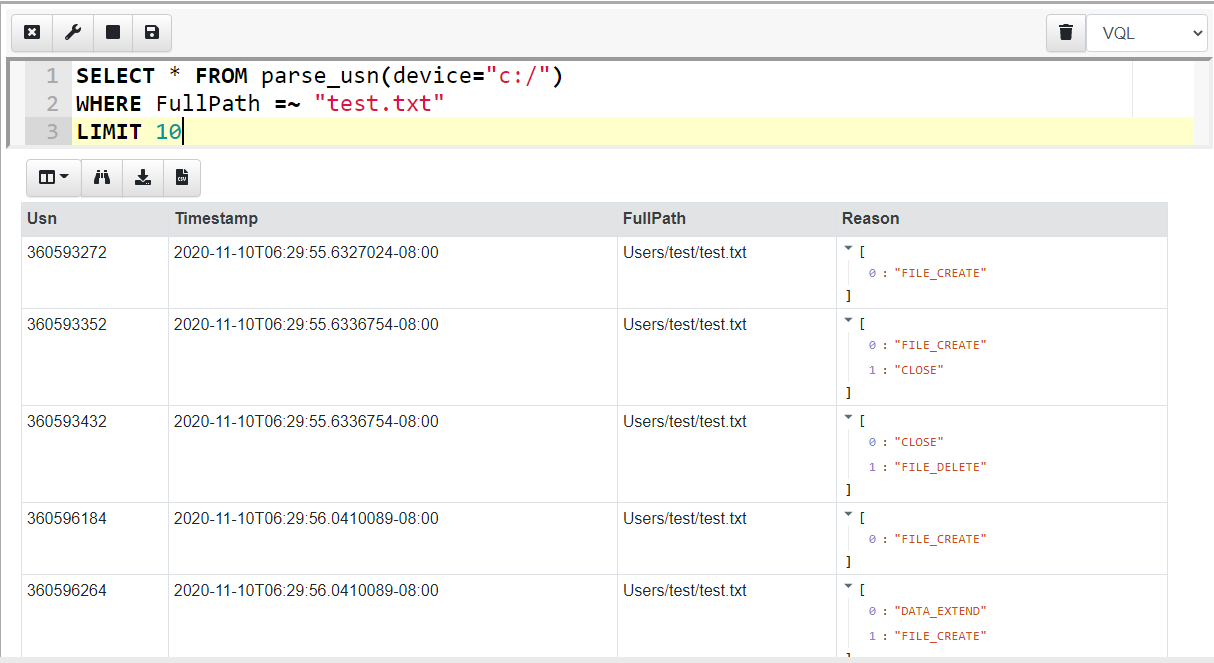 VQL
1 SELECT * FROM parse_usn(device="c:/")
2 WHERE FullPath =~ "test.txt"
3 LIMIT 10
CSV
Usn Timestamp FullPath Reason
360593272 2020-11-10T06:29:55.6327024-08:00 Users/test/test.txt [
0 : "FILE_CREATE"
]
360593352 2020-11-10T06:29:55.6336754-08:00 Users/test/test.txt [
0 : "FILE_CREATE"
1 : "CLOSE"
]
360593432 2020-11-10T06:29:55.6336754-08:00 Users/test/test.txt [
0 : "CLOSE"
1 : "FILE_DELETE"
]
360596184 2020-11-10T06:29:56.0410089-08:00 Users/test/test.txt [
0 : "FILE_CREATE"
]
360596264 2020-11-10T06:29:56.0410089-08:00 Users/test/test.txt [
0 : "DATA_EXTEND"
1 : "FILE_CREATE"
]